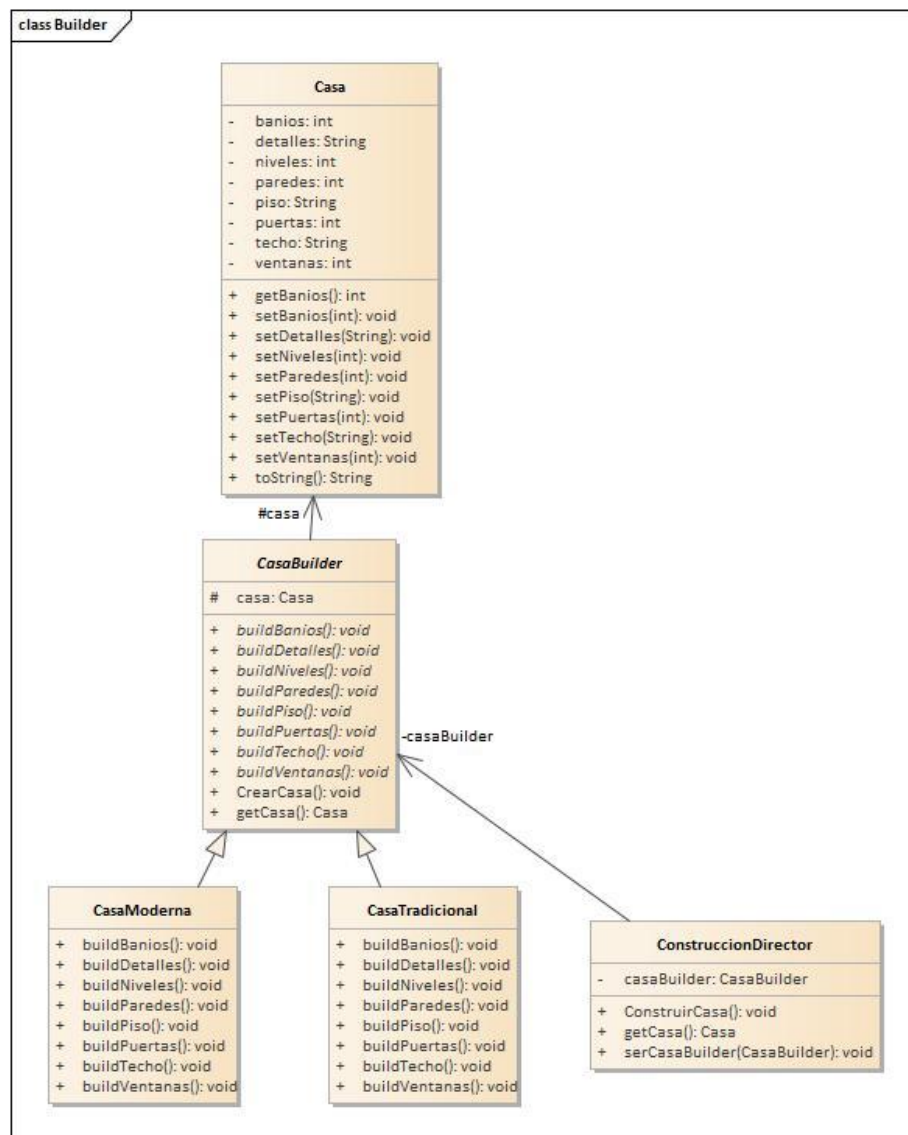 class Builder
Casa
- banios: int
- detalles: String
- niveles: int
- paredes: int
- piso: String
- puertas: int
- techo: String
- ventanas: int
+ getBanios(): int
+ setBanios(int): void
+ setDetalles(String): void
+ setNiveles(int): void
+ setParedes(int): void
+ setPiso(String): void
+ setPuertas(int): void
+ setTecho(String): void
+ setVentanas(int): void
+ toString(): String
#casa
CasaBuilder
# casa: Casa
+ buildBanios(): void
+ buildDetalles(): void
+ buildNiveles(): void
+ buildParedes(): void
+ buildPiso(): void
+ buildPuertas(): void
+ buildTecho(): void
+ buildVentanas(): void
+ CrearCasa(): void
+ getCasa(): Casa
-casaBuilder
CasaModerna
+ buildBanios(): void
+ buildDetalles(): void
+ buildNiveles(): void
+ buildParedes(): void
+ buildPiso(): void
+ buildPuertas(): void
+ buildTecho(): void
+ buildVentanas(): void
CasaTradicional
+ buildBanios(): void
+ buildDetalles(): void
+ buildNiveles(): void
+ buildParedes(): void
+ buildPiso(): void
+ buildPuertas(): void
+ buildTecho(): void
+ buildVentanas(): void
ConstruccionDirector
- casaBuilder: CasaBuilder
+ ConstruirCasa(): void
+ getCasa(): Casa
+ serCasaBuilder(CasaBuilder): void